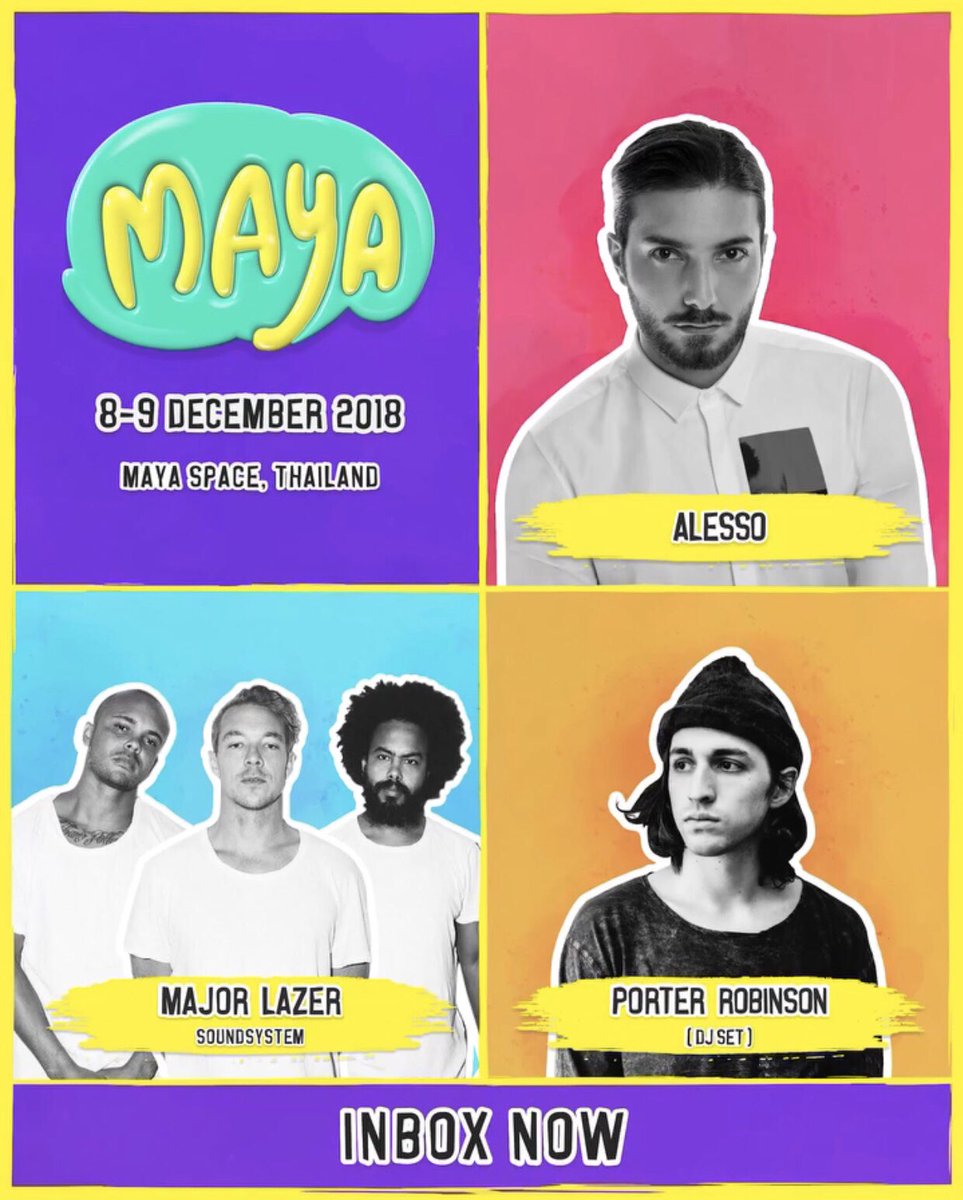 MAYA
8-9 DECEMBER 2018
MAYA SPACE, THAILAND
ALESSO
MAJOR LAZER
SOUNDSYSTEM
PORTER ROBINSON
(DJ SET)
INBOX NOW